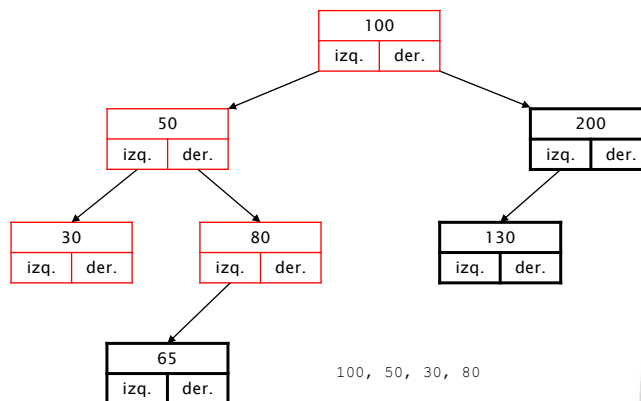 100
izq. der.
50
izq. der.
200
izq. der.
30
izq. der.
80
izq. der.
130
izq. der.
65
izq. der.
100, 50, 30, 80